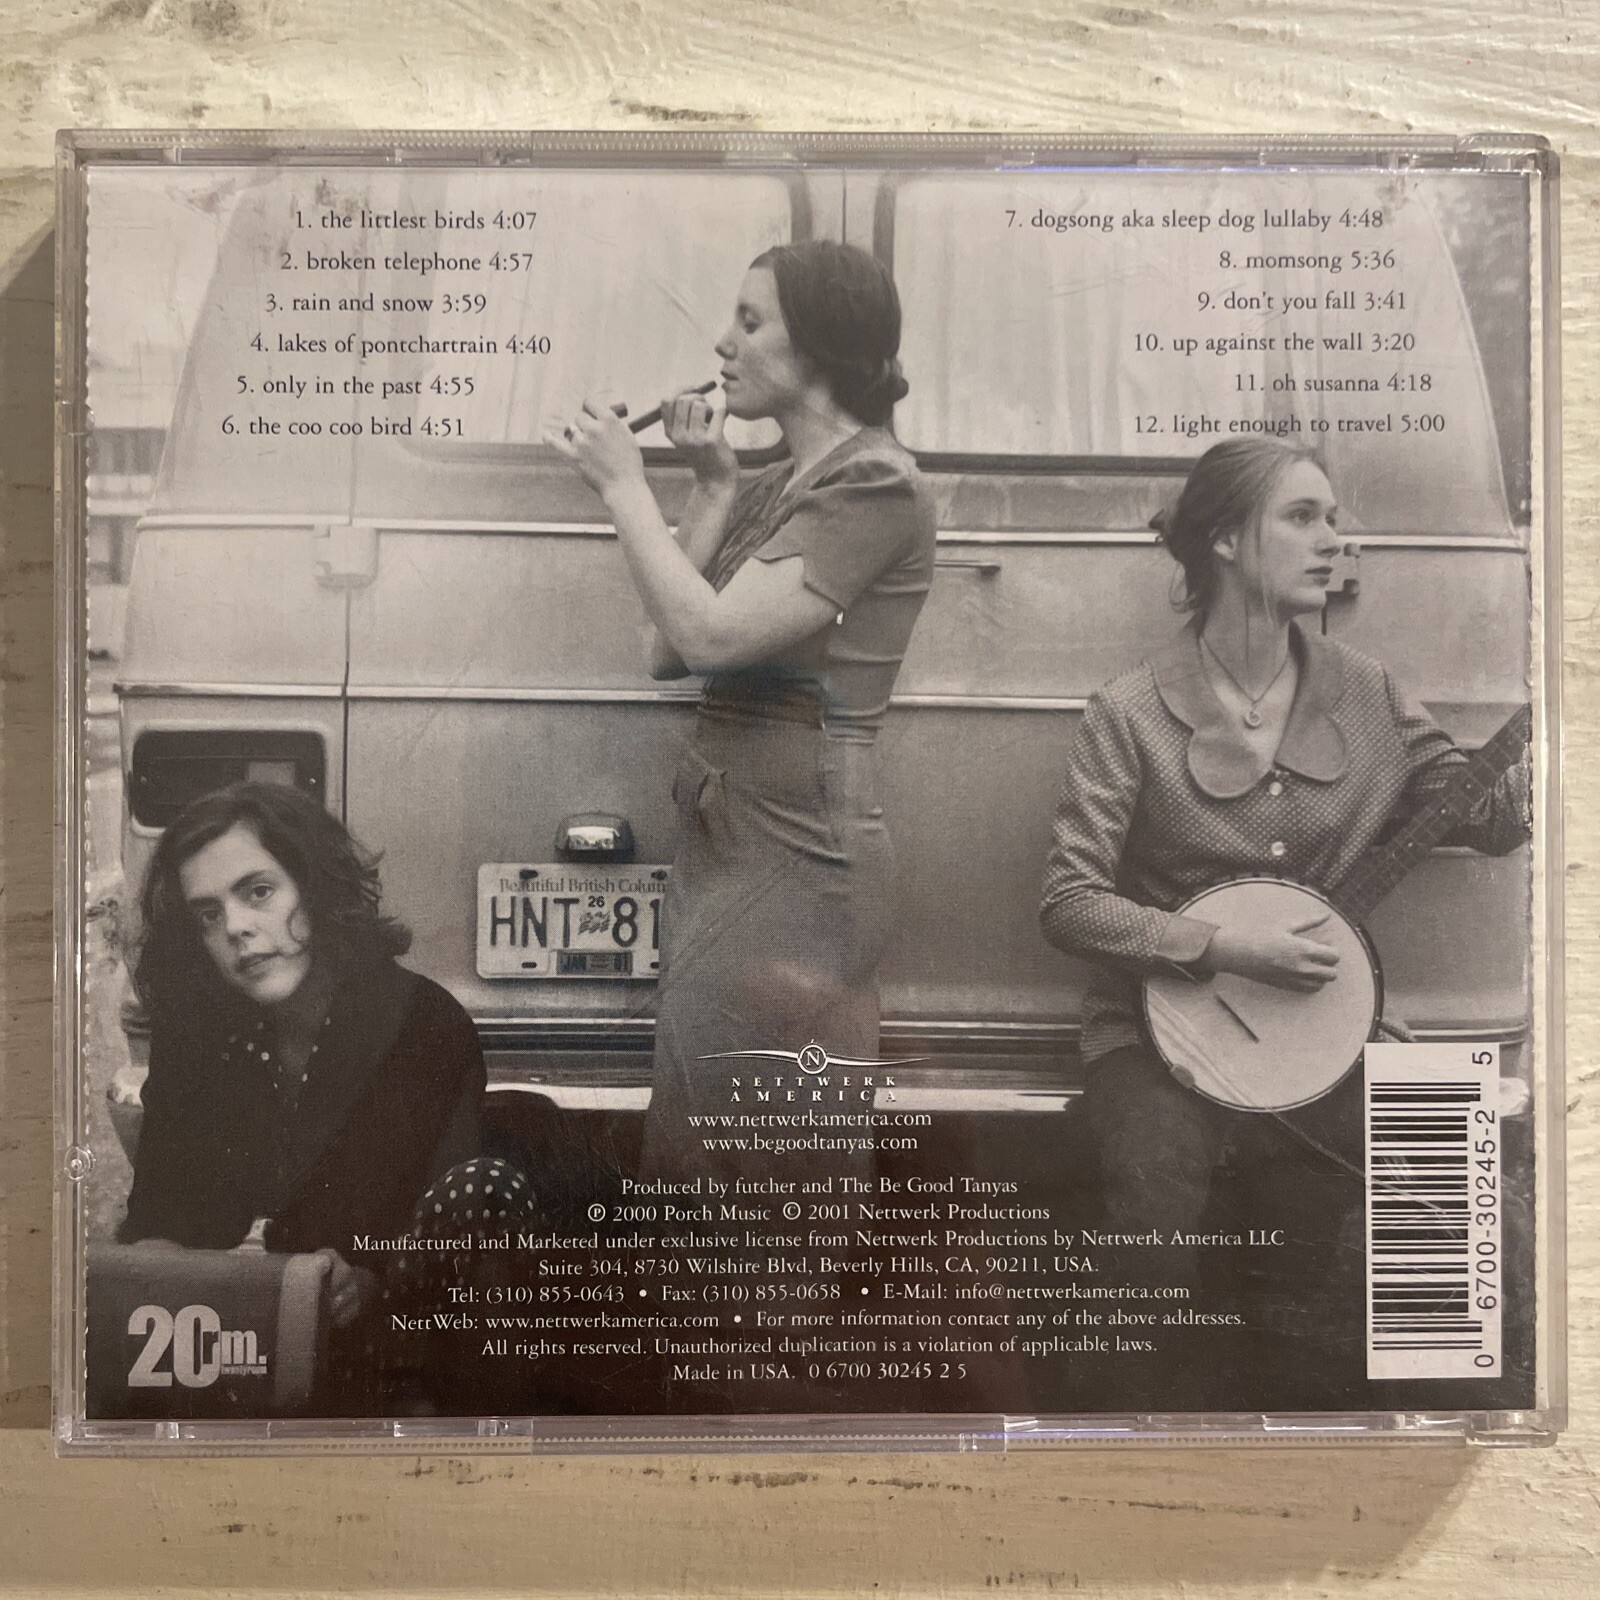 1. the littlest birds 4:07
2. broken telephone 4:57
3. rain and snow 3:59
4. lakes of pontchartrain 4:40
5. only in the past 4:55
6. the coo coo bird 4:51
7. dogsong aka sleep dog lullaby 4:48
8. momsong 5:36
9. don't you fall 3:41
10. up against the wall 3:20
11. oh susanna 4:18
12. light enough to travel 5:00
Beautiful British Colum
26
HNT 81
JAN 01
N
NETTWERK
AMERICA
www.nettwerkamerica.com
www.begoodtanyas.com
Produced by futcher and The Be Good Tanyas
℗ 2000 Porch Music © 2001 Nettwerk Productions
Manufactured and Marketed under exclusive license from Nettwerk Productions by Nettwerk America LLC
Suite 304, 8730 Wilshire Blvd, Beverly Hills, CA, 90211, USA.
Tel: (310) 855-0643 • Fax: (310) 855-0658 • E-Mail: info@nettwerkamerica.com
NettWeb: www.nettwerkamerica.com • For more information contact any of the above addresses.
All rights reserved. Unauthorized duplication is a violation of applicable laws.
Made in USA. 0 6700 30245 2 5
20rm.
twentyroom
0 6700-30245-2 5